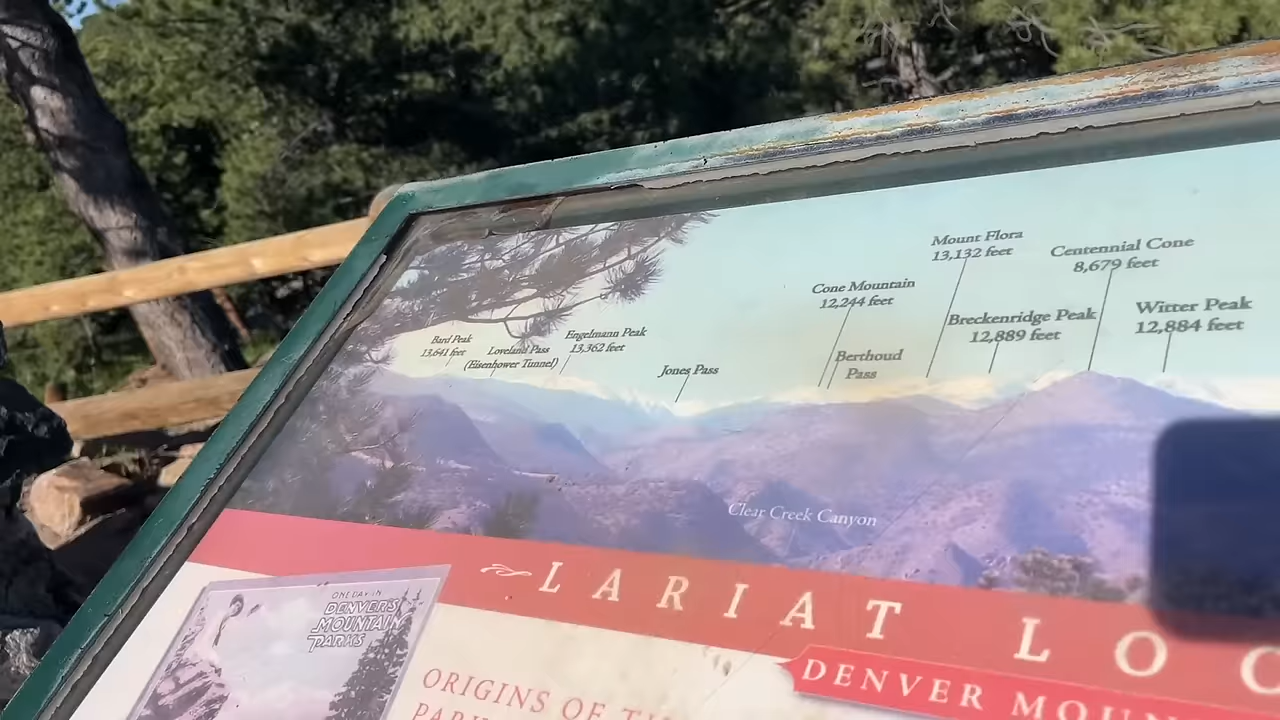 Mount Flora
13,132 feet
Centennial Cone
8,679 feet
Cone Mountain
12,244 feet
Witter Peak
12,884 feet
Breckenridge Peak
12,889 feet
Bard Peak
13,641 feet
Loveland Pass
(Eisenhower Tunnel)
Engelmann Peak
13,362 feet
Jones Pass
Berthoud
Pass
Clear Creek Canyon
LARIAT LOO
DENVER MOUN
ONE DAY IN
DENVER'S
MOUNTAIN
PARKS
ORIGINS OF